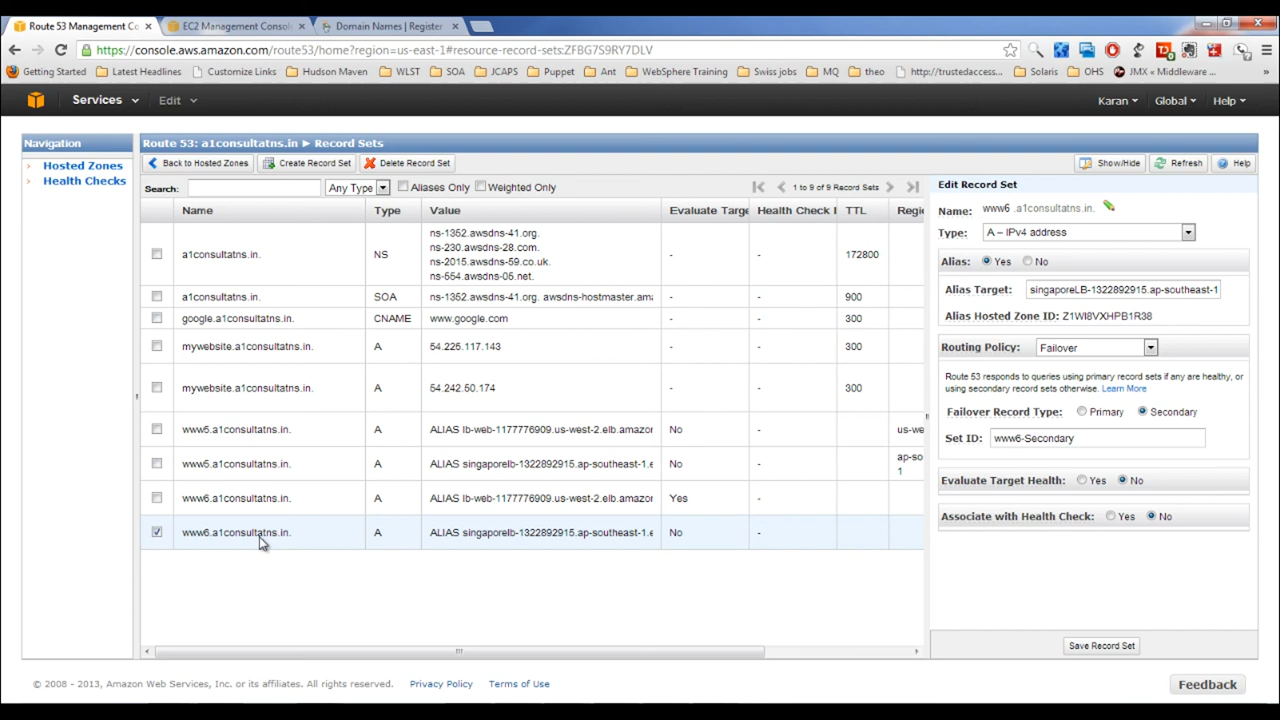 Route 53 Management Co
EC2 Management Console
Domain Names | Register
https://console.aws.amazon.com/route53/home?region=us-east-1#resource-record-sets:ZFBG7S9RY7DLV
Getting Started Latest Headlines Customize Links Hudson Maven WLST SOA JCAPS Puppet Ant WebSphere Training Swiss jobs MQ theo http://trustedaccess... Solaris OHS JMX « Middleware ... »
Services Edit Karan Global Help
Navigation
Hosted Zones
Health Checks
Route 53: a1consultatns.in Record Sets
Back to Hosted Zones Create Record Set Delete Record Set Show/Hide Refresh Help
Search: Any Type Aliases Only Weighted Only 1 to 9 of 9 Record Sets
Name Type Value Evaluate Targe Health Check I TTL Regio
a1consultatns.in. NS ns-1352.awsdns-41.org. - - 172800
ns-230.awsdns-28.com.
ns-2015.awsdns-59.co.uk.
ns-554.awsdns-05.net.
a1consultatns.in. SOA ns-1352.awsdns-41.org. awsdns-hostmaster.ama - - 900
google.a1consultatns.in. CNAME www.google.com - - 300
mywebsite.a1consultatns.in. A 54.225.117.143 - - 300
mywebsite.a1consultatns.in. A 54.242.50.174 - - 300
www5.a1consultatns.in. A ALIAS lb-web-1177776909.us-west-2.elb.amazor No - us-we
www5.a1consultatns.in. A ALIAS singaporelb-1322892915.ap-southeast-1.e No - ap-so
1
www6.a1consultatns.in. A ALIAS lb-web-1177776909.us-west-2.elb.amazor Yes -
www6.a1consultatns.in. A ALIAS singaporelb-1322892915.ap-southeast-1.e No -
Edit Record Set
Name: www6 .a1consultatns.in.
Type: A – IPv4 address
Alias: Yes No
Alias Target: singaporeLB-1322892915.ap-southeast-1
Alias Hosted Zone ID: Z1WI8VXHPB1R38
Routing Policy: Failover
Route 53 responds to queries using primary record sets if any are healthy, or
using secondary record sets otherwise. Learn More
Failover Record Type: Primary Secondary
Set ID: www6-Secondary
Evaluate Target Health: Yes No
Associate with Health Check: Yes No
Save Record Set
© 2008 - 2013, Amazon Web Services, Inc. or its affiliates. All rights reserved. Privacy Policy Terms of Use
Feedback